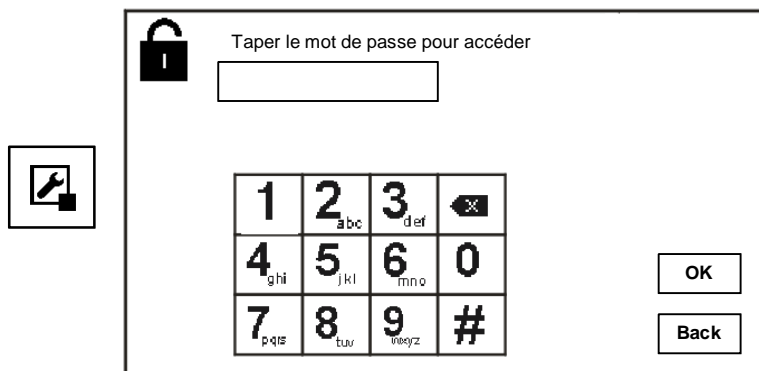 Taper le mot de passe pour accéder
1 2 abc 3 def X
4 ghi 5 jkl 6 mno 0
7 pqrs 8 tuv 9 wxyz #
OK
Back